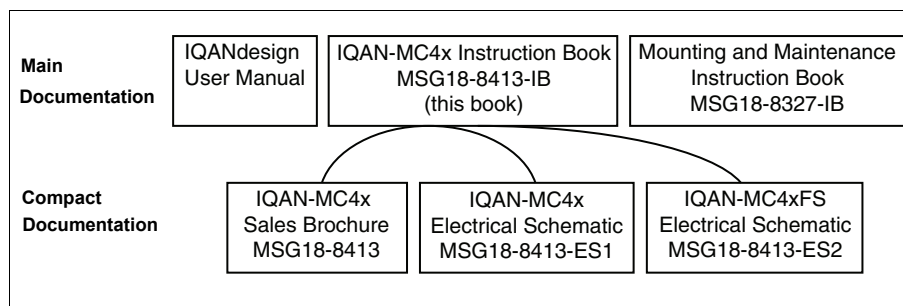 Main
Documentation
IQANdesign
User Manual
IQAN-MC4x Instruction Book
MSG18-8413-IB
(this book)
Mounting and Maintenance
Instruction Book
MSG18-8327-IB
Compact
Documentation
IQAN-MC4x
Sales Brochure
MSG18-8413
IQAN-MC4x
Electrical Schematic
MSG18-8413-ES1
IQAN-MC4xFS
Electrical Schematic
MSG18-8413-ES2